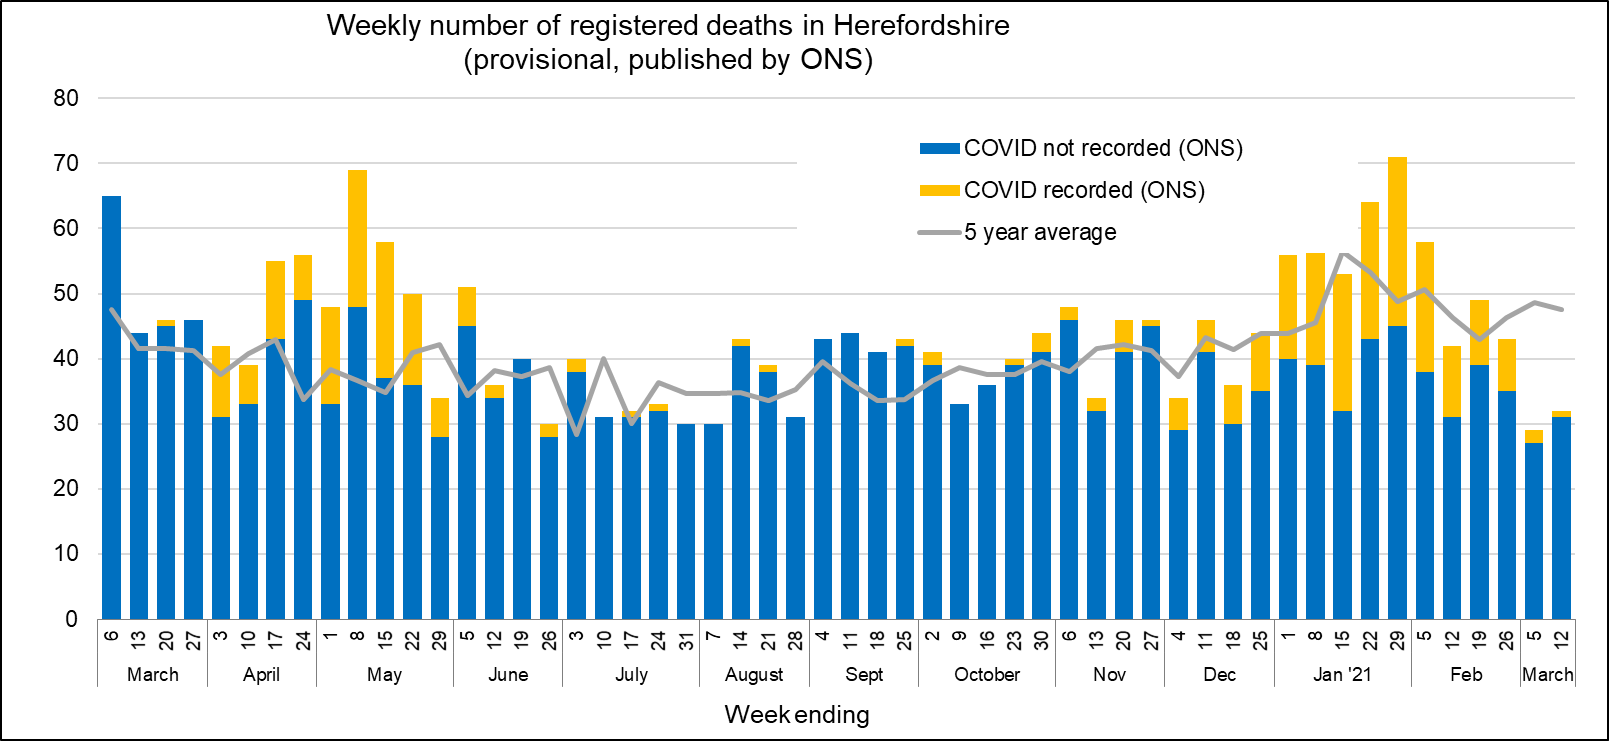 Weekly number of registered deaths in Herefordshire
(provisional, published by ONS)
80
70
60
50
40
30
20
10
0
COVID not recorded (ONS)
COVID recorded (ONS)
5 year average
6 13 20 27 3 10 17 24 1 8 15 22 29 5 12 19 26 3 10 17 24 31 7 14 21 28 4 11 18 25 2 9 16 23 30 6 13 20 27 4 11 18 25 1 8 15 22 29 5 12 19 26 5 12
March April May June July August Sept October Nov Dec Jan '21 Feb March
Week ending